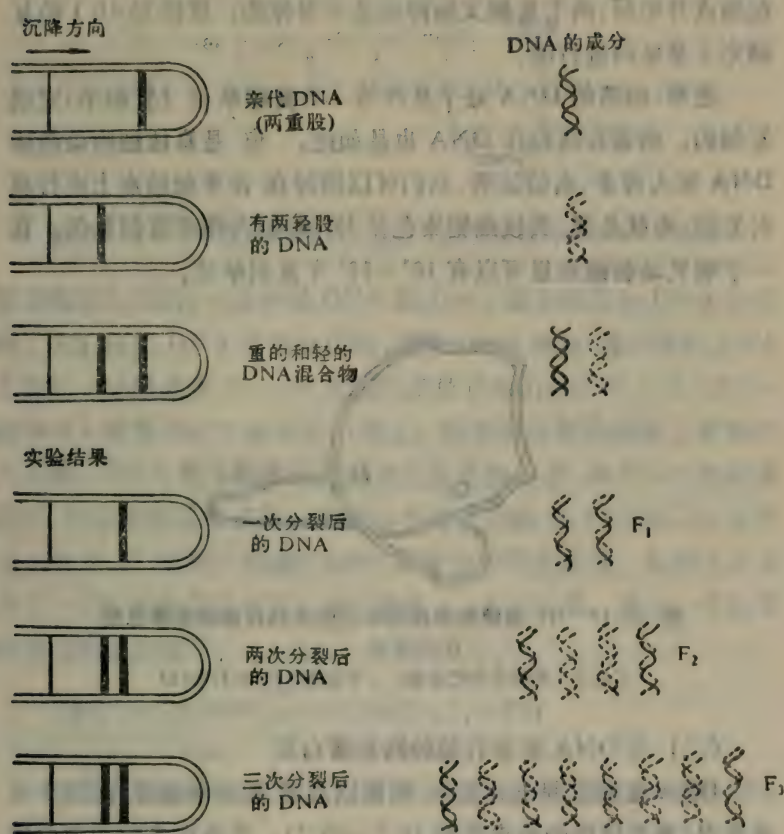 沉降方向
DNA 的成分
亲代 DNA
(两重股)
有两轻股
的 DNA
重的和轻的
DNA混合物
实验结果
一次分裂后
的 DNA
F₁
两次分裂后
的 DNA
F₂
三次分裂后
的 DNA
F₃